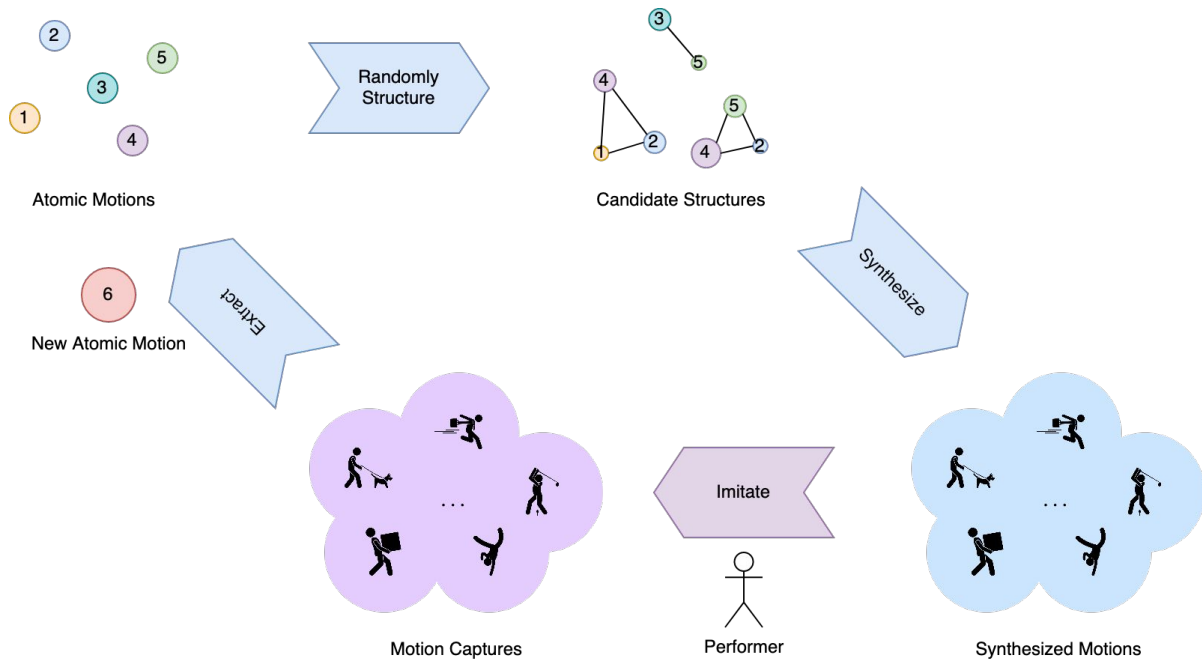 2
5
3
1
4
Atomic Motions
Randomly
Structure
3
5
4
1
2
5
4
2
Candidate Structures
Synthesize
Extract
6
New Atomic Motion
...
Motion Captures
Imitate
Performer
...
Synthesized Motions